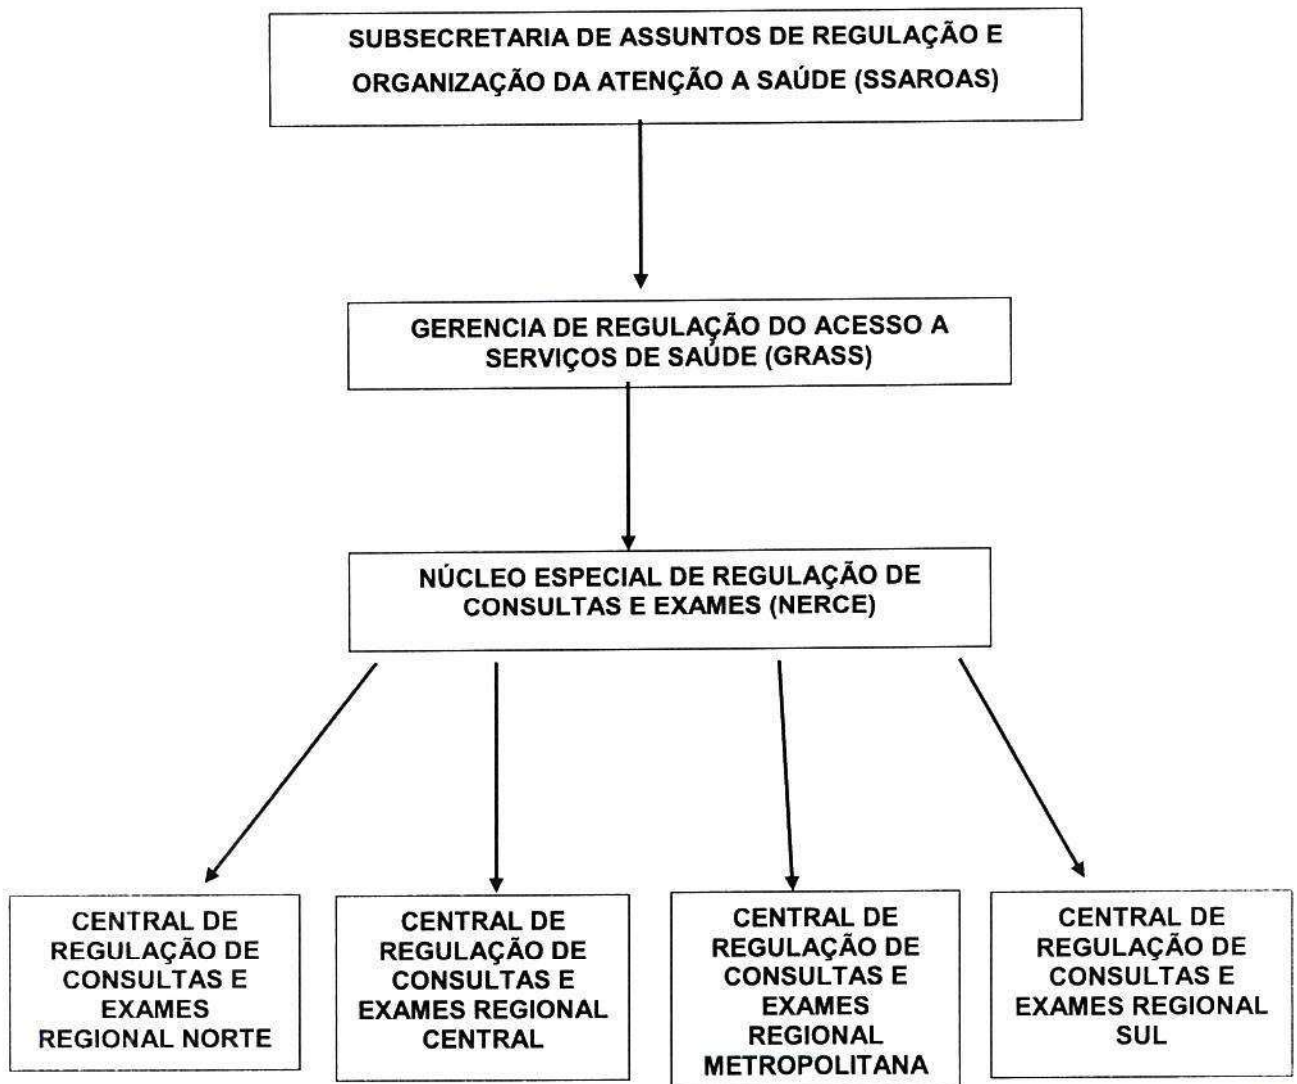 SUBSECRETARIA DE ASSUNTOS DE REGULAÇÃO E
ORGANIZAÇÃO DA ATENÇÃO A SAÚDE (SSAROAS)
GERENCIA DE REGULAÇÃO DO ACESSO A
SERVIÇOS DE SAÚDE (GRASS)
NÚCLEO ESPECIAL DE REGULAÇÃO DE
CONSULTAS E EXAMES (NERCE)
CENTRAL DE
REGULAÇÃO DE
CONSULTAS E
EXAMES
REGIONAL NORTE
CENTRAL DE
REGULAÇÃO DE
CONSULTAS E
EXAMES REGIONAL
CENTRAL
CENTRAL DE
REGULAÇÃO DE
CONSULTAS E
EXAMES
REGIONAL
METROPOLITANA
CENTRAL DE
REGULAÇÃO DE
CONSULTAS E
EXAMES REGIONAL
SUL